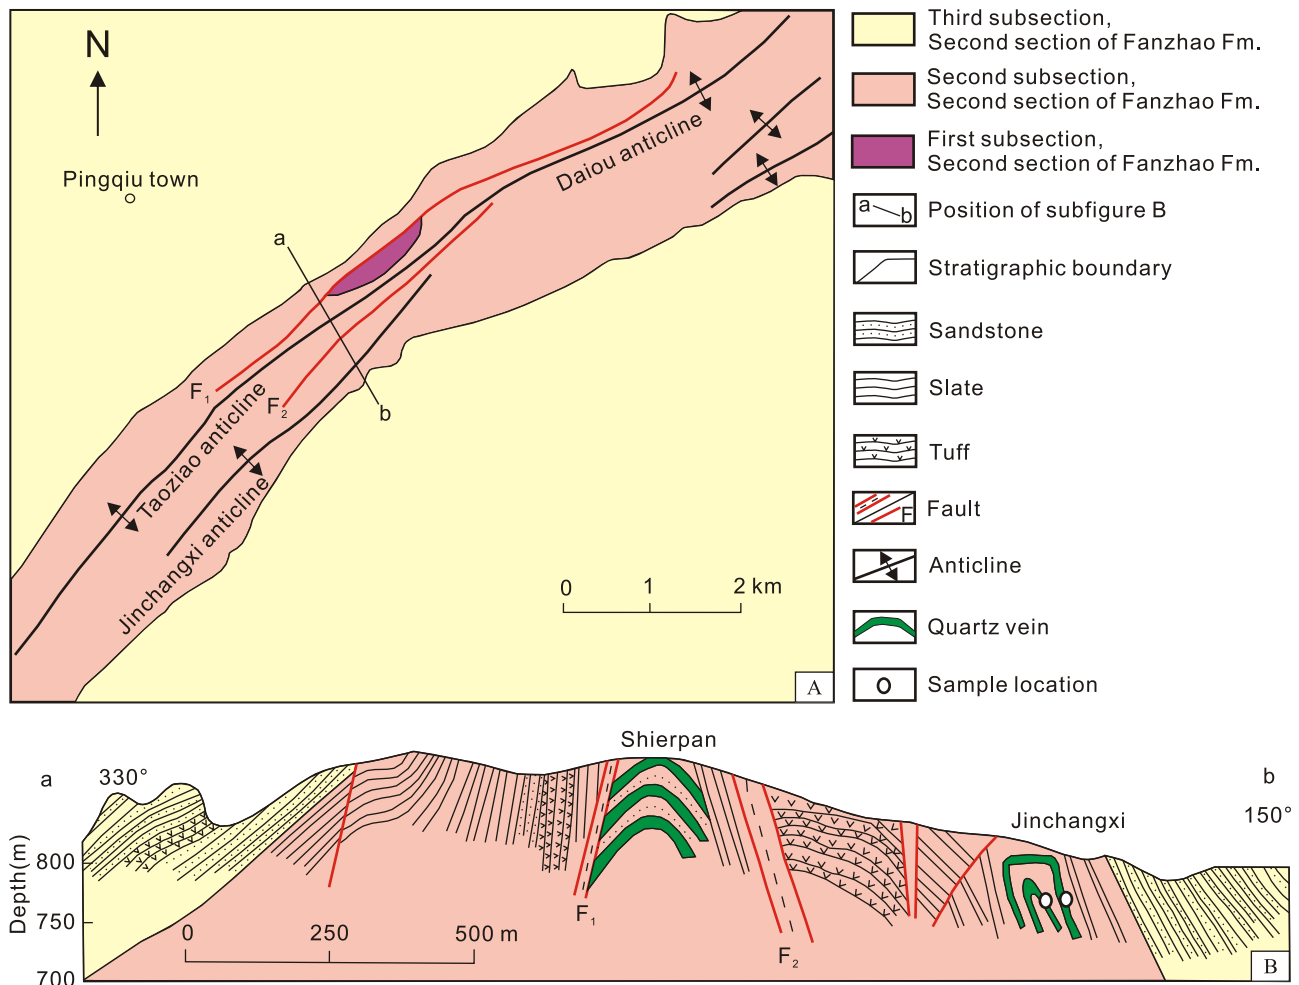 N
Pingqiu town
a
b
F1
F2
Daiou anticline
Taoziao anticline
Jinchangxi anticline
0 1 2 km
A
Third subsection,
Second section of Fanzhao Fm.
Second subsection,
Second section of Fanzhao Fm.
First subsection,
Second section of Fanzhao Fm.
a b
Position of subfigure B
Stratigraphic boundary
Sandstone
Slate
Tuff
F
Fault
Anticline
Quartz vein
Sample location
Shierpan
a
330°
b
150°
Jinchangxi
Depth(m)
800
750
700
0 250 500 m
F1
F2
B